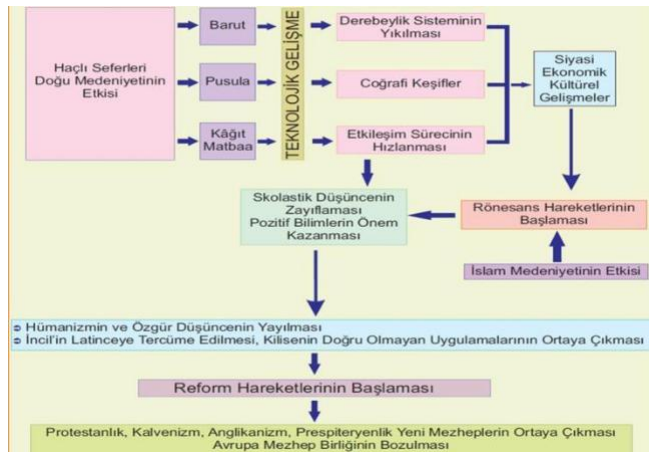 Haçlı Seferleri
Doğu Medeniyetinin
Etkisi
Barut
Pusula
Kâğıt
Matbaa
TEKNOLOJİK GELİŞME
Derebeylik Sisteminin
Yıkılması
Coğrafi Keşifler
Etkileşim Sürecinin
Hızlanması
Siyasi
Ekonomik
Kültürel
Gelişmeler
Skolastik Düşüncenin
Zayıflaması
Pozitif Bilimlerin Önem
Kazanması
Rönesans Hareketlerinin
Başlaması
İslam Medeniyetinin Etkisi
Hümanizmin ve Özgür Düşüncenin Yayılması
İncil'in Latinceye Tercüme Edilmesi, Kilisenin Doğru Olmayan Uygulamalarının Ortaya Çıkması
Reform Hareketlerinin Başlaması
Protestanlık, Kalvenizm, Anglikanizm, Prespiteryenlik Yeni Mezheplerin Ortaya Çıkması
Avrupa Mezhep Birliğinin Bozulması